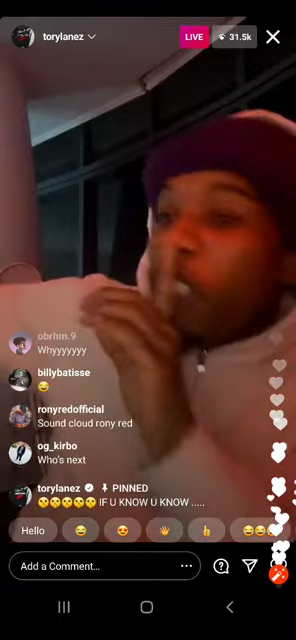 torylanez
LIVE
31.5k
obrhm.9
Whyyyyyyy
billybatisse
😂
ronyredofficial
Sound cloud rony red
og_kirbo
Who's next
torylanez PINNED
🤫🤫🤫🤫🤫 IF U KNOW U KNOW .....
Hello
Add a Comment...